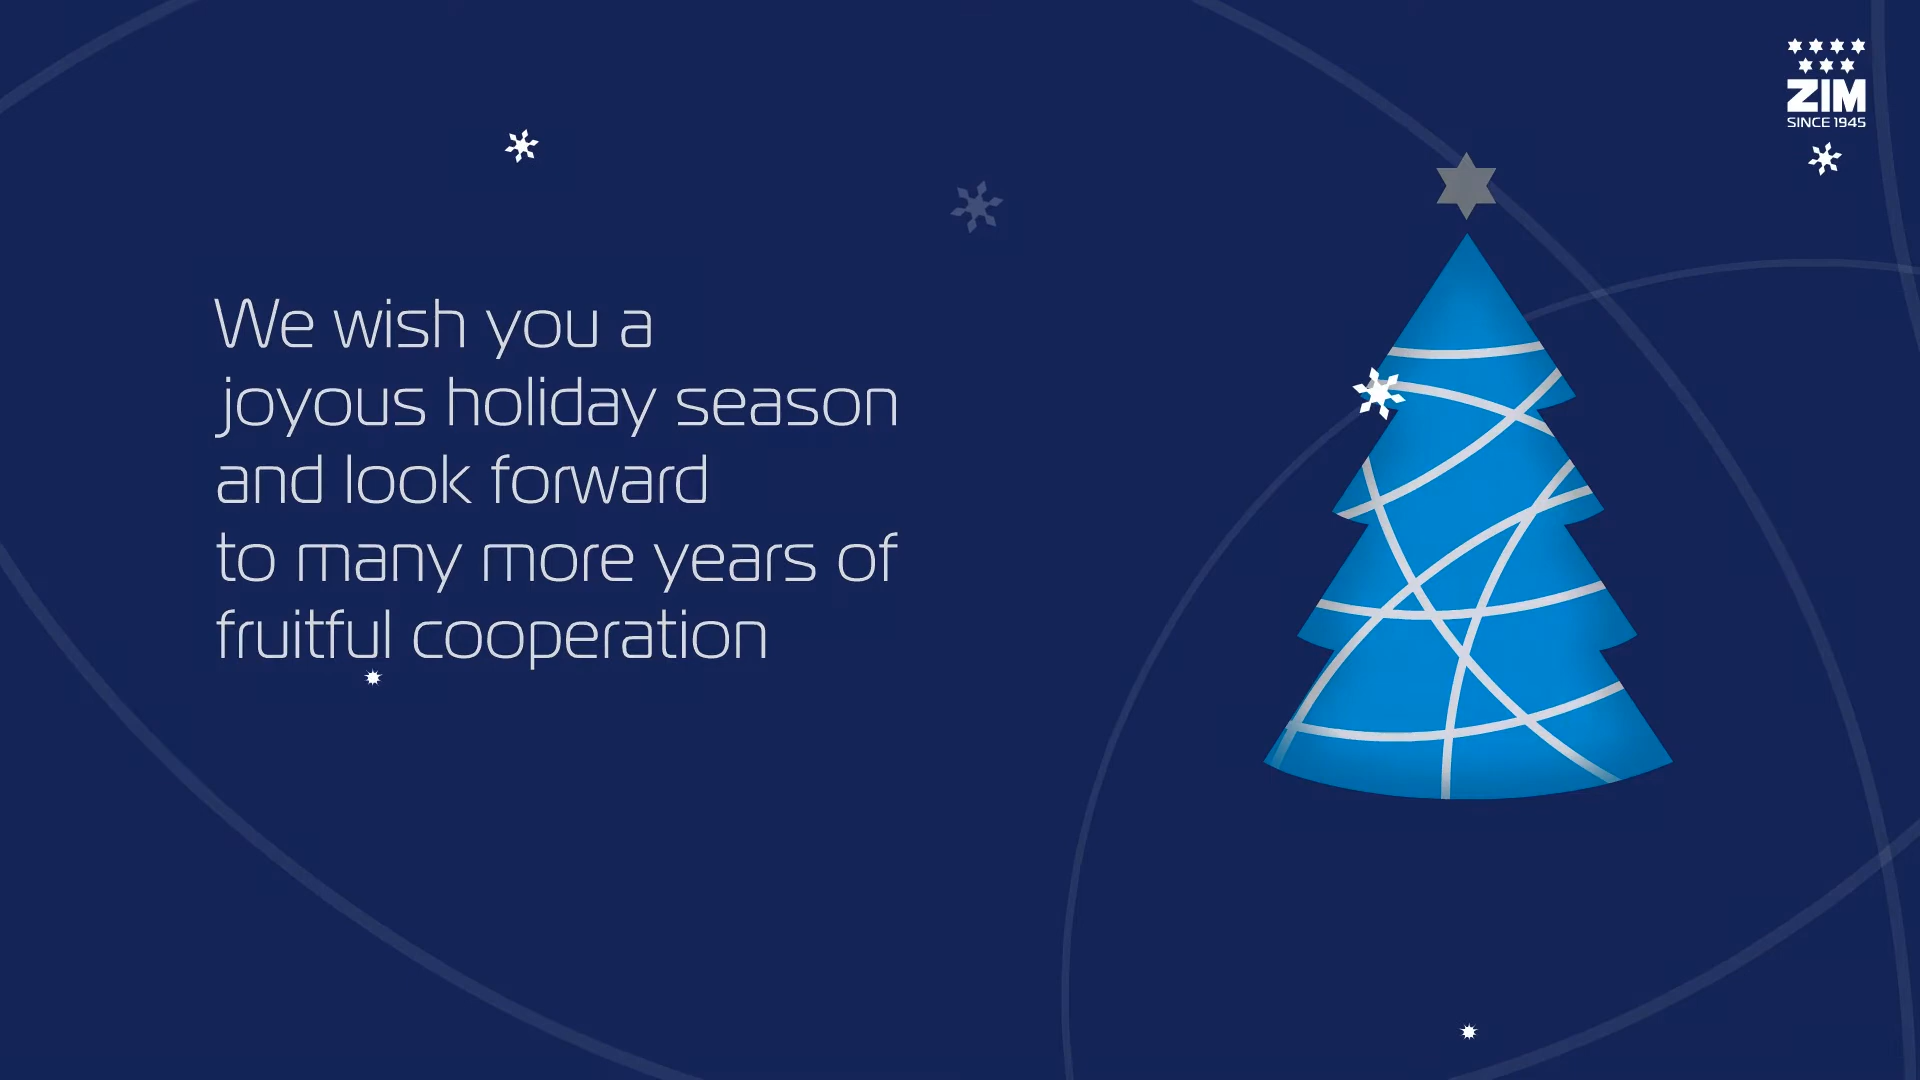 ZIM
SINCE 1945
We wish you a
joyous holiday season
and look forward
to many more years of
fruitful cooperation